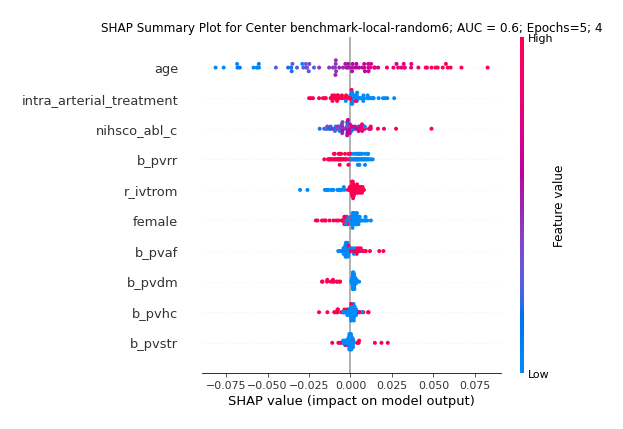 SHAP Summary Plot for Center benchmark-local-random6; AUC = 0.6; Epochs=5; 4
High
age
intra_arterial_treatment
nihsco_abl_c
b_pvrr
r_ivtrom
female
b_pvaf
b_pvdm
b_pvhc
b_pvstr
Feature value
Low
−0.075 −0.050 −0.025 0.000 0.025 0.050 0.075
SHAP value (impact on model output)